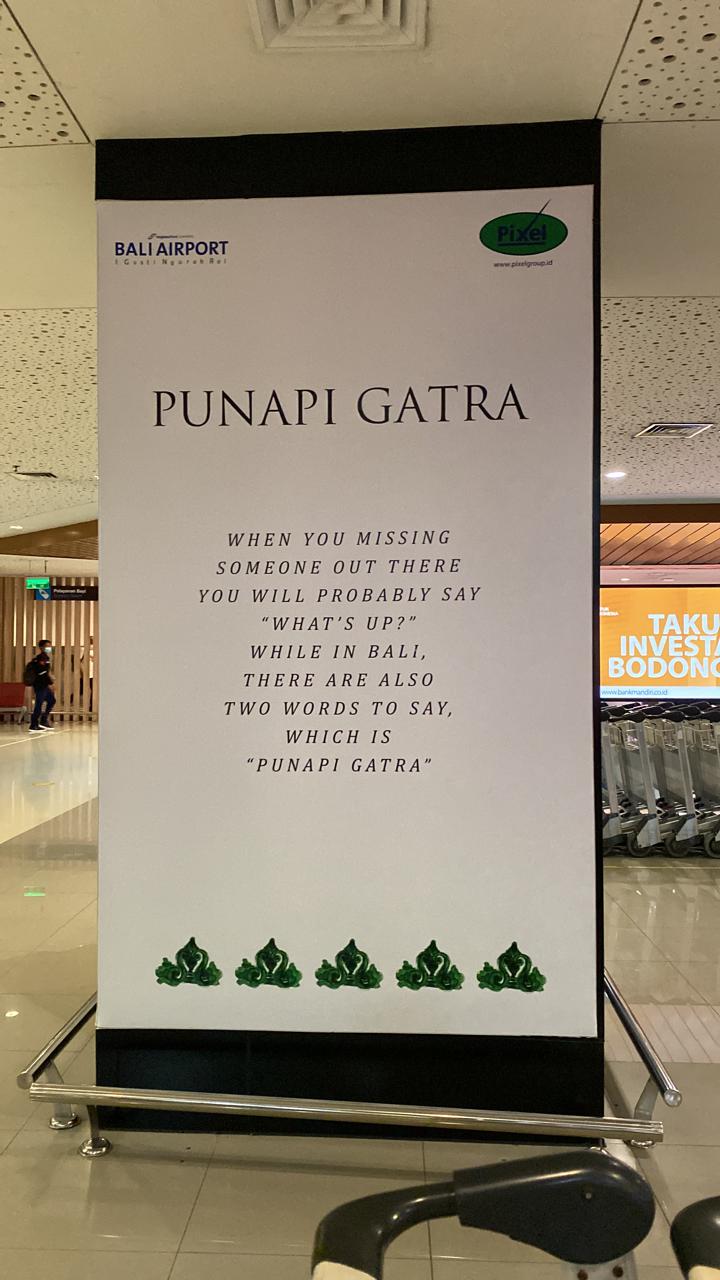 BALI AIRPORT
I Gusti Ngurah Rai
Pixel
www.pixelgroup.id
PUNAPI GATRA
WHEN YOU MISSING
SOMEONE OUT THERE
YOU WILL PROBABLY SAY
“WHAT’S UP?”
WHILE IN BALI,
THERE ARE ALSO
TWO WORDS TO SAY,
WHICH IS
“PUNAPI GATRA”
Pelayanan Bayi
TAKU
INVESTA
BODONG
www.bankmandiri.co.id